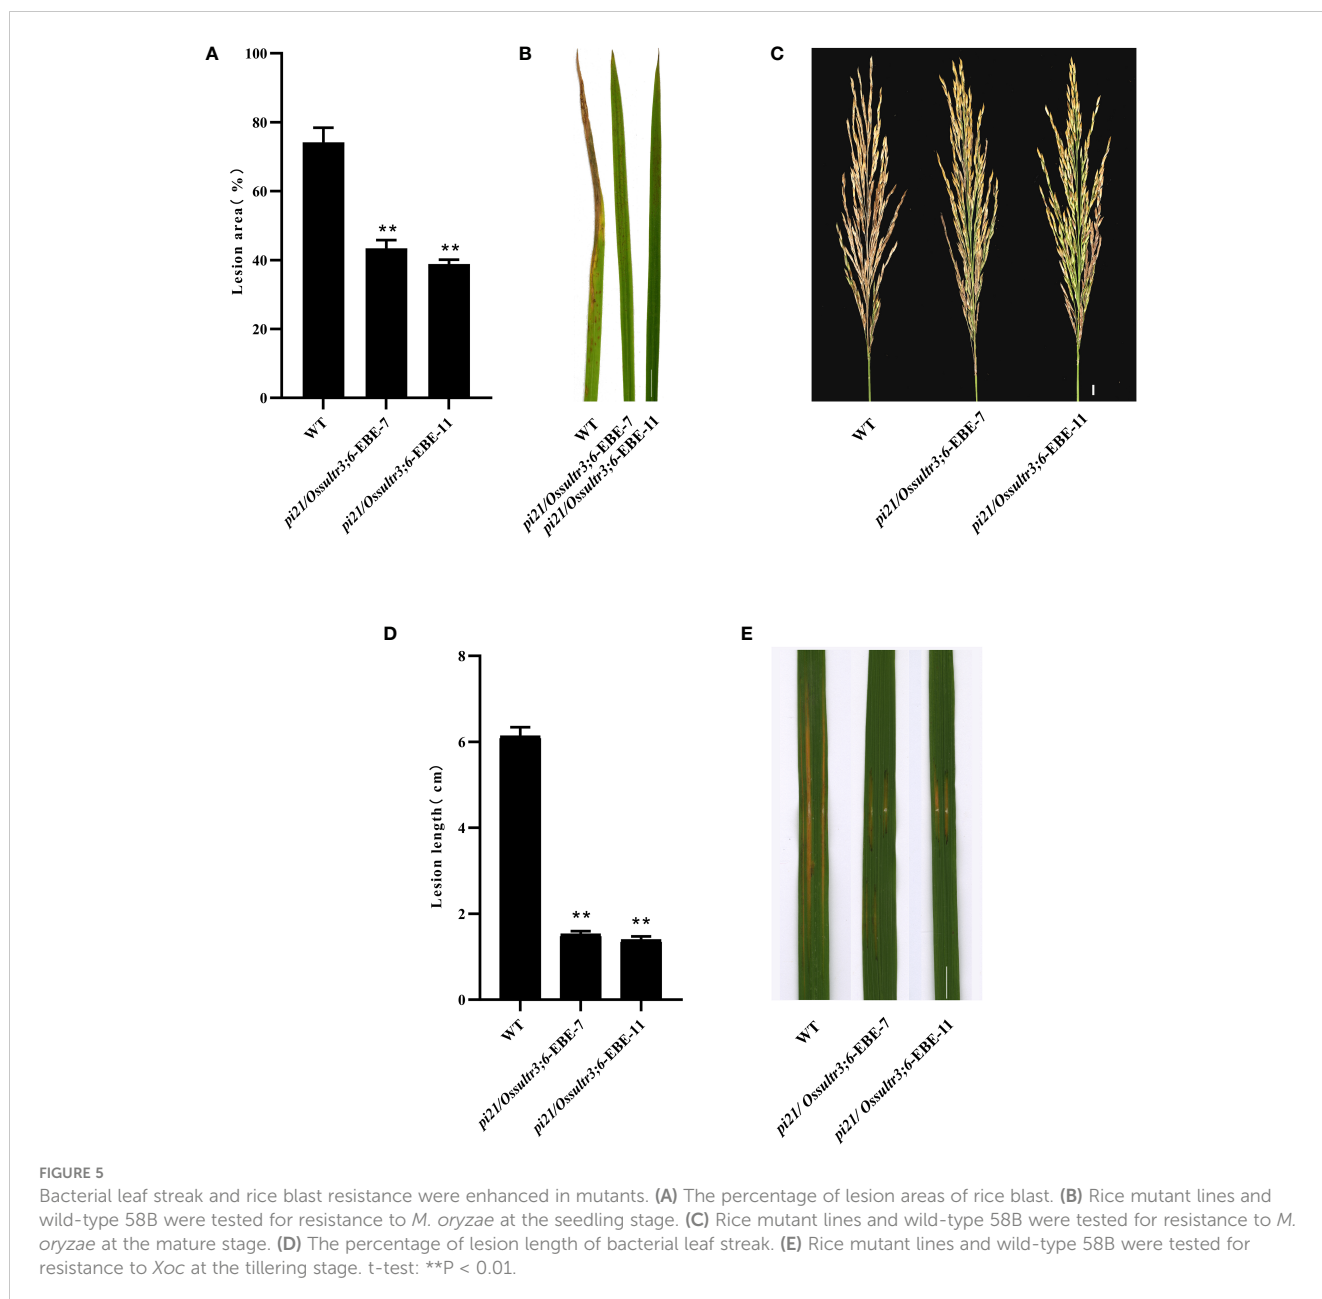 A
100
80
60
40
20
0
Lesion area( %)
**
**
WT
pi21/Ossultr3;6-EBE-7
pi21/Ossultr3;6-EBE-11
B
WT
pi21/Ossultr3;6-EBE-7
pi21/Ossultr3;6-EBE-11
C
WT
pi21/Ossultr3;6-EBE-7
pi21/Ossultr3;6-EBE-11
D
8
6
4
2
0
Lesion length( cm)
**
**
WT
pi21/Ossultr3;6-EBE-7
pi21/Ossultr3;6-EBE-11
E
WT
pi21/ Ossultr3;6-EBE-7
pi21/ Ossultr3;6-EBE-11
FIGURE 5
Bacterial leaf streak and rice blast resistance were enhanced in mutants. (A) The percentage of lesion areas of rice blast. (B) Rice mutant lines and
wild-type 58B were tested for resistance to M. oryzae at the seedling stage. (C) Rice mutant lines and wild-type 58B were tested for resistance to M.
oryzae at the mature stage. (D) The percentage of lesion length of bacterial leaf streak. (E) Rice mutant lines and wild-type 58B were tested for
resistance to Xoc at the tillering stage. t-test: **P < 0.01.